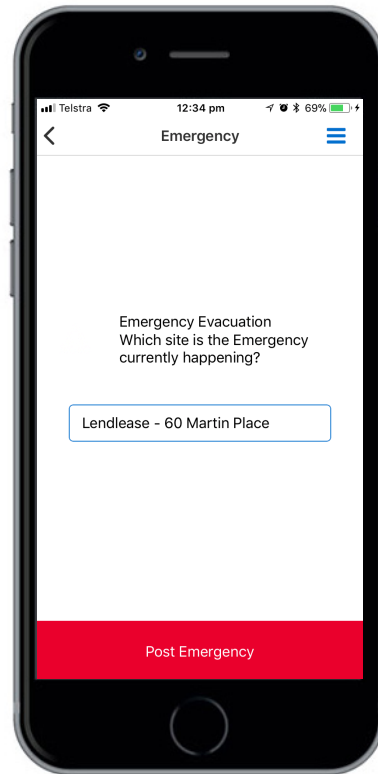 Telstra 12:34 pm 69%
Emergency
Emergency Evacuation
Which site is the Emergency
currently happening?
Lendlease - 60 Martin Place
Post Emergency